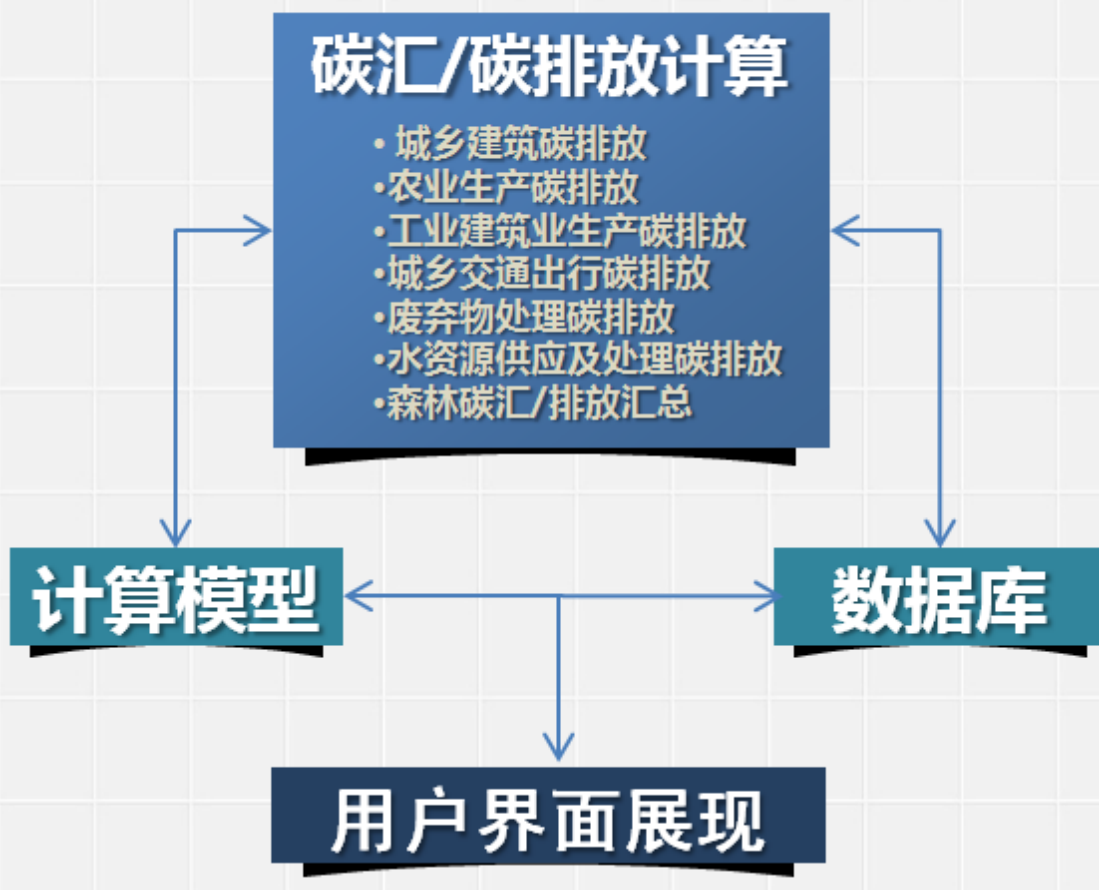 碳汇/碳排放计算
• 城乡建筑碳排放
•农业生产碳排放
•工业建筑业生产碳排放
•城乡交通出行碳排放
•废弃物处理碳排放
•水资源供应及处理碳排放
•森林碳汇/排放汇总
计算模型
数据库
用户界面展现